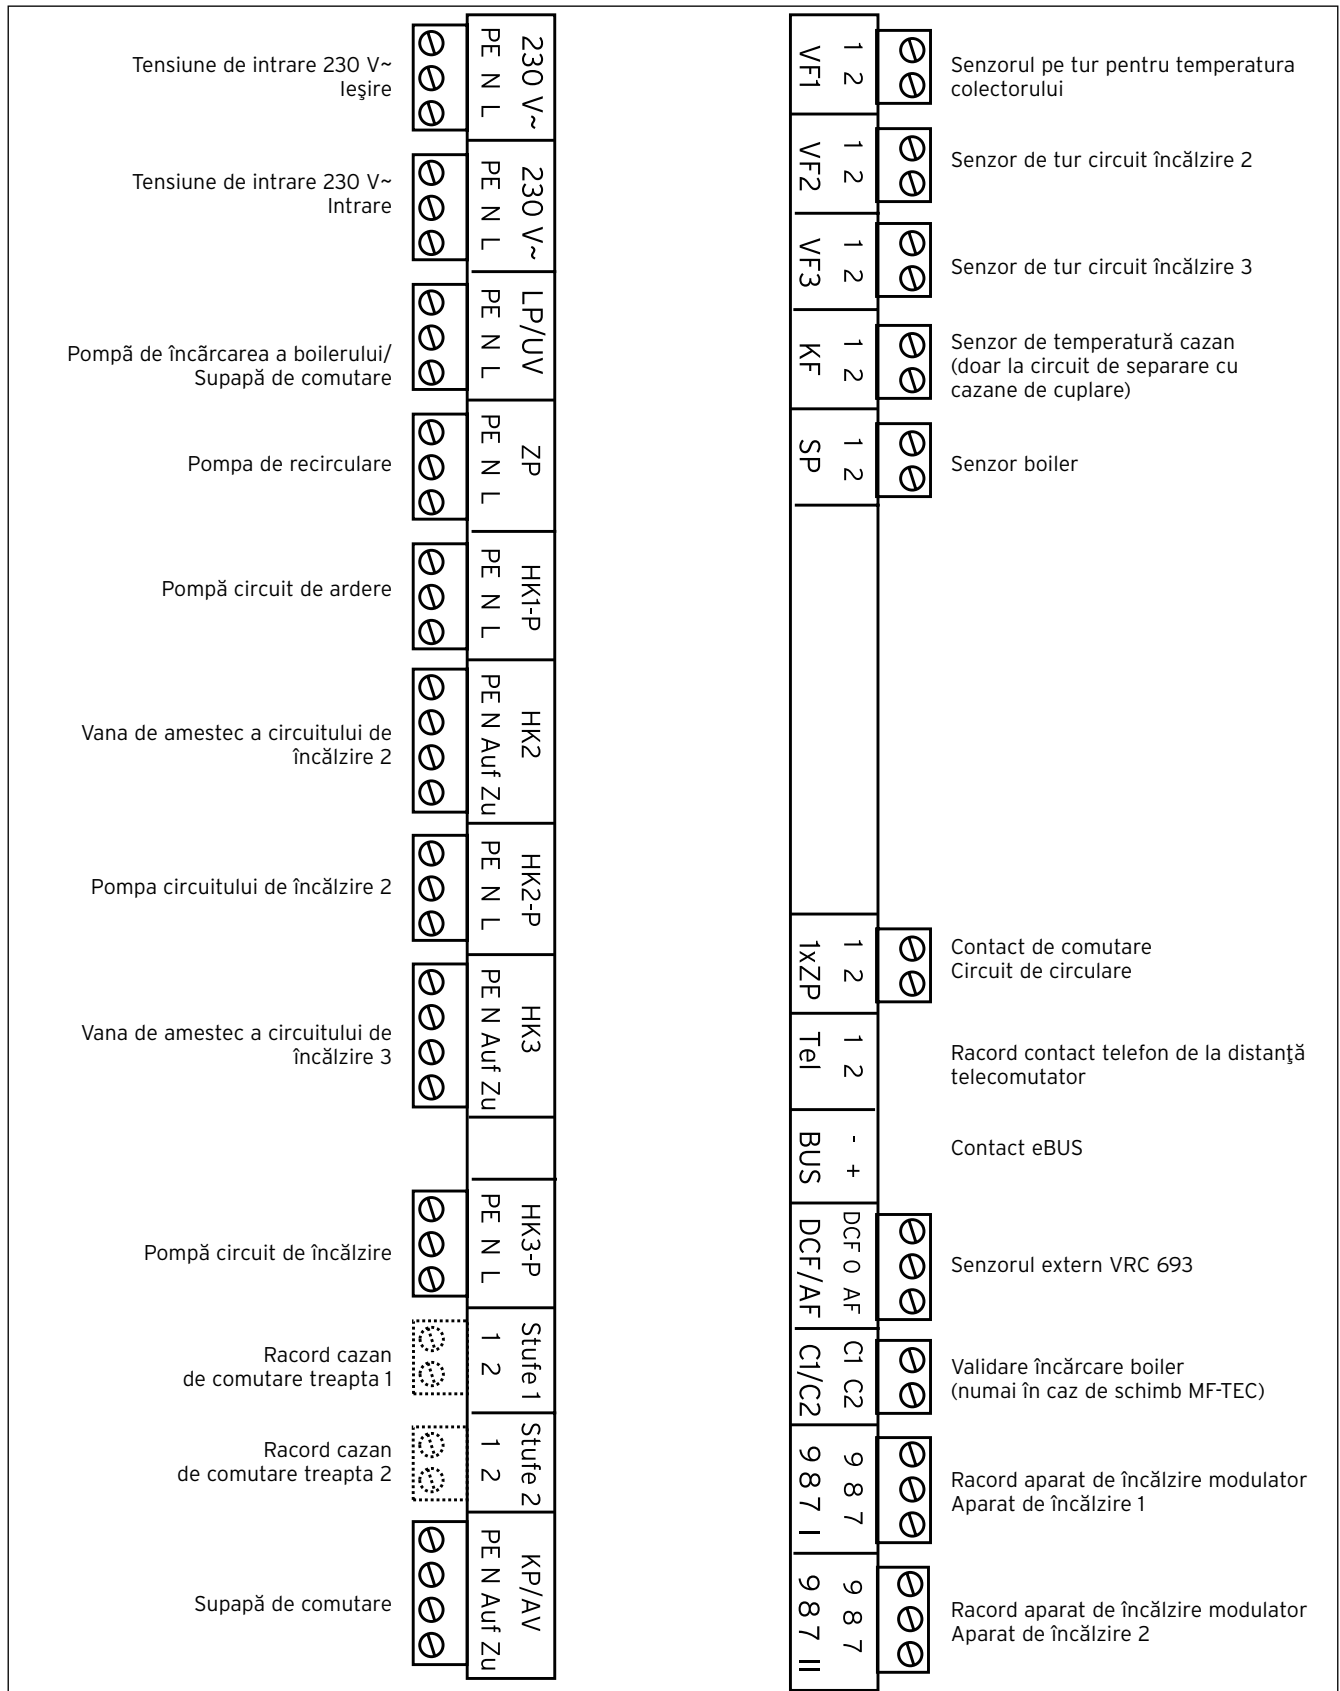 Tensiune de intrare 230 V~
Ieşire
PE N L
230 V~
Tensiune de intrare 230 V~
Intrare
PE N L
230 V~
Pompã de încãrcarea a boilerului/
Supapă de comutare
PE N L
LP/UV
Pompa de recirculare
PE N L
ZP
Pompă circuit de ardere
PE N L
HK1-P
Vana de amestec a circuitului de
încălzire 2
PE N Auf Zu
HK2
Pompa circuitului de încălzire 2
PE N L
HK2-P
Vana de amestec a circuitului de
încălzire 3
PE N Auf Zu
HK3
Pompă circuit de încălzire
PE N L
HK3-P
Racord cazan
de comutare treapta 1
1 2
Stufe 1
Racord cazan
de comutare treapta 2
1 2
Stufe 2
Supapă de comutare
PE N Auf Zu
KP/AV
VF1
1 2
Senzorul pe tur pentru temperatura
colectorului
VF2
1 2
Senzor de tur circuit încălzire 2
VF3
1 2
Senzor de tur circuit încălzire 3
KF
1 2
Senzor de temperatură cazan
(doar la circuit de separare cu
cazane de cuplare)
SP
1 2
Senzor boiler
1xZP
1 2
Contact de comutare
Circuit de circulare
Tel
1 2
Racord contact telefon de la distanţă
telecomutator
BUS
- +
Contact eBUS
DCF/AF
DCF 0 AF
Senzorul extern VRC 693
C1/C2
C1 C2
Validare încărcare boiler
(numai în caz de schimb MF-TEC)
9 8 7 I
9 8 7
Racord aparat de încălzire modulator
Aparat de încălzire 1
9 8 7 II
9 8 7
Racord aparat de încălzire modulator
Aparat de încălzire 2